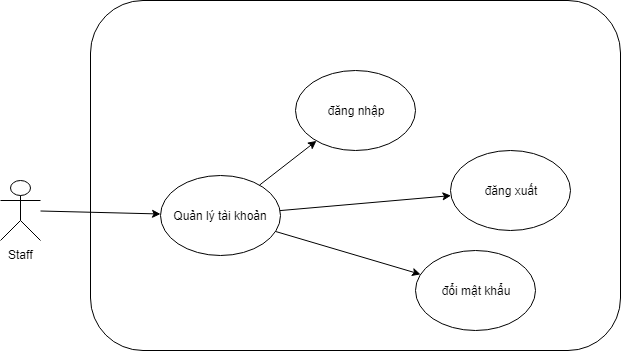 đăng nhập
đăng xuất
Quản lý tài khoản
Staff
đổi mật khẩu